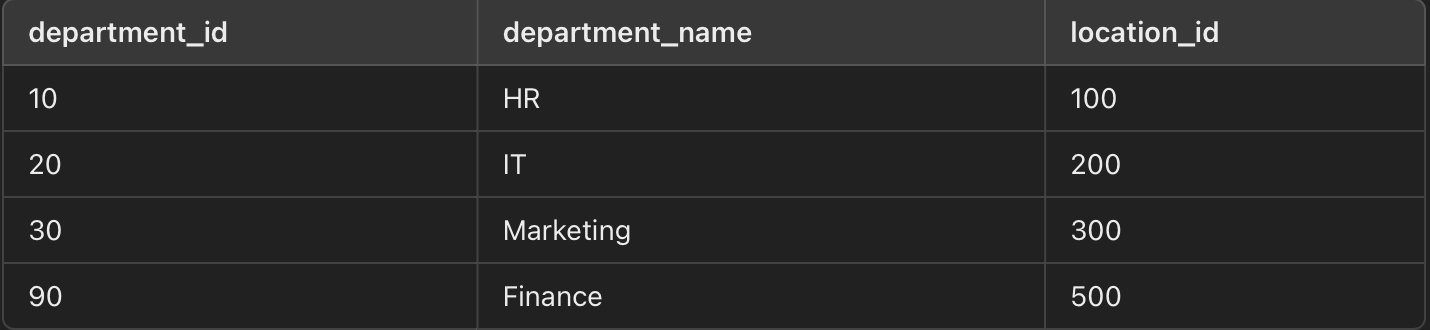 department_id department_name location_id
10 HR 100
20 IT 200
30 Marketing 300
90 Finance 500